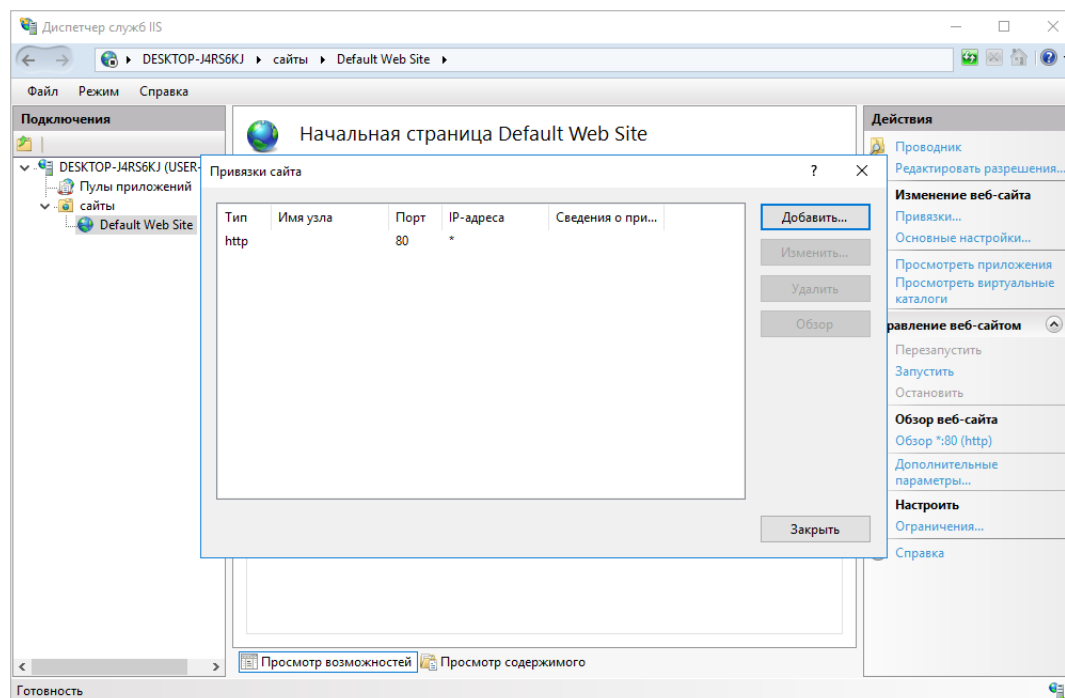 Диспетчер служб IIS
DESKTOP-J4RS6KJ сайты Default Web Site
Файл Режим Справка
Подключения
DESKTOP-J4RS6KJ (USER-
Пулы приложений
сайты
Default Web Site
Начальная страница Default Web Site
Привязки сайта
?
Тип Имя узла Порт IP-адреса Сведения о при...
http 80 *
Добавить...
Изменить...
Удалить
Обзор
Закрыть
Просмотр возможностей Просмотр содержимого
Действия
Проводник
Редактировать разрешения...
Изменение веб-сайта
Привязки...
Основные настройки...
Просмотреть приложения
Просмотреть виртуальные
каталоги
равление веб-сайтом
Перезапустить
Запустить
Остановить
Обзор веб-сайта
Обзор *:80 (http)
Дополнительные
параметры...
Настроить
Ограничения...
Справка
Готовность